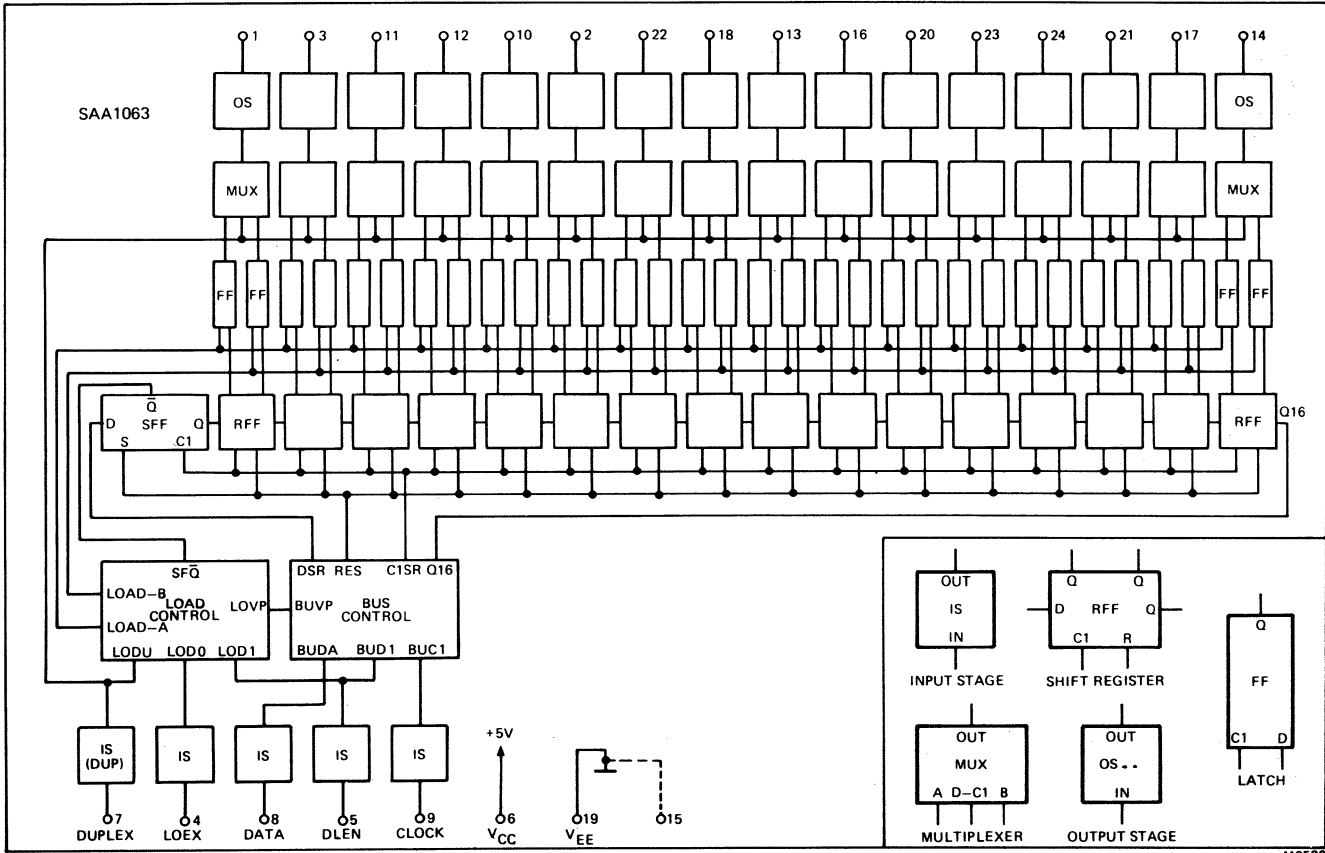 1 3 11 12 10 2 22 18 13 16 20 23 24 21 17 14
SAA1063
OS OS
MUX MUX
FF FF FF FF
Q̅
D SFF Q
S C1
RFF
RFF
Q16
SFQ̅
LOAD–B
LOAD CONTROL
LOAD–A
LOVP
LODU LOD0 LOD1
DSR RES C1SR Q16
BUVP
BUS CONTROL
BUDA BUD1 BUC1
IS (DUP)
IS
IS
IS
IS
7
DUPLEX
4
LOEX
8
DATA
5
DLEN
9
CLOCK
+5V
6
VCC
19
VEE
15
OUT
IS
IN
INPUT STAGE
Q Q
D RFF Q
C1 R
SHIFT REGISTER
Q
FF
C1 D
LATCH
OUT
MUX
A D–C1 B
MULTIPLEXER
OUT
OS..
IN
OUTPUT STAGE